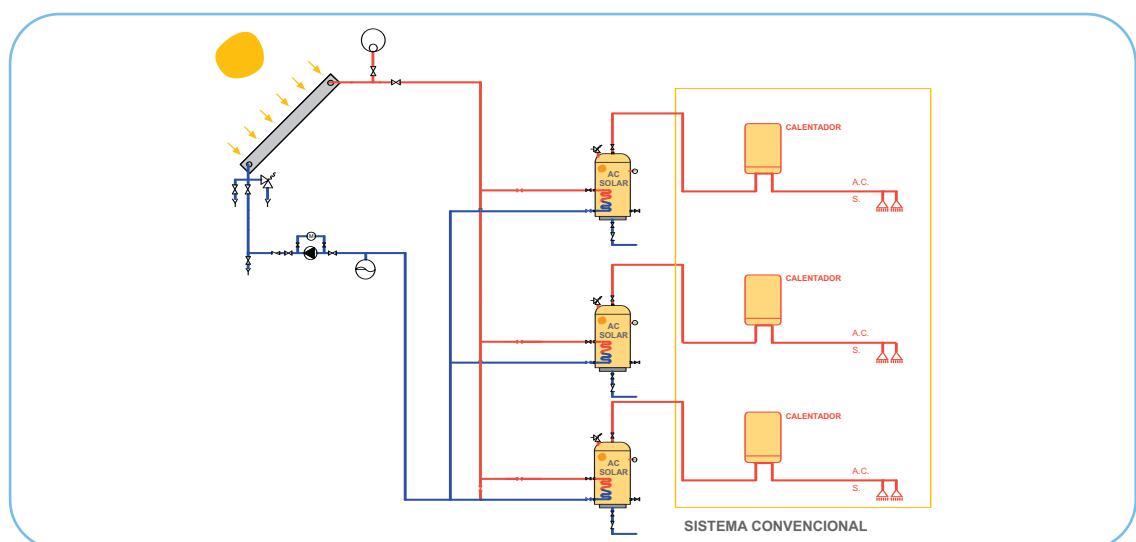 CALENTADOR
AC
SOLAR
A.C.
S.
M
CALENTADOR
AC
SOLAR
A.C.
S.
CALENTADOR
AC
SOLAR
A.C.
S.
SISTEMA CONVENCIONAL